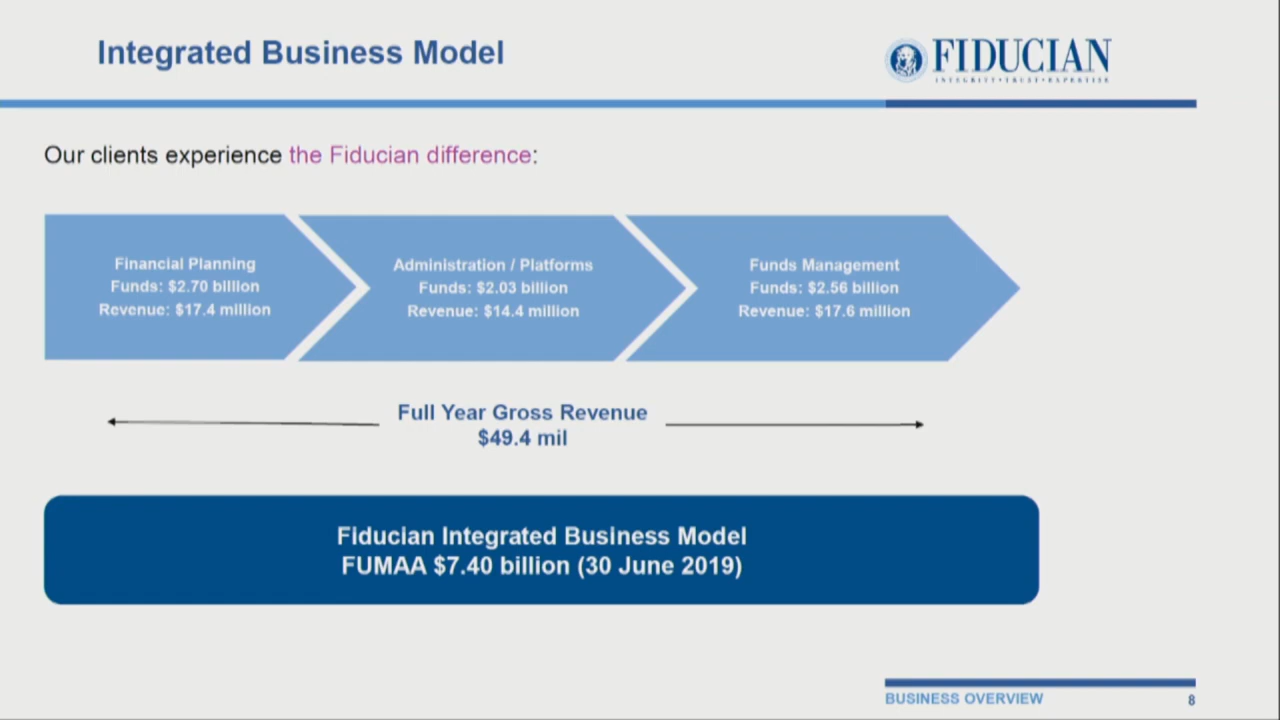 Integrated Business Model
FIDUCIAN
INTEGRITY • TRUST • EXPERTISE
Our clients experience the Fiducian difference:
Financial Planning
Funds: $2.70 billion
Revenue: $17.4 million
Administration / Platforms
Funds: $2.03 billion
Revenue: $14.4 million
Funds Management
Funds: $2.56 billion
Revenue: $17.6 million
Full Year Gross Revenue
$49.4 mil
Fiducian Integrated Business Model
FUMAA $7.40 billion (30 June 2019)
BUSINESS OVERVIEW 8